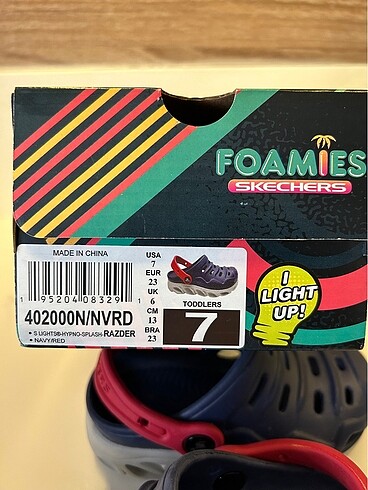 FOAMIES
SKECHERS
MADE IN CHINA
1 95204 08329 1
402000N/NVRD
• S LIGHTS®-HYPNO-SPLASH-RAZDER
• NAVY/RED
USA
7
EUR
23
UK
6
CM
13
BRA
23
TODDLERS
7
I
LIGHT
UP!